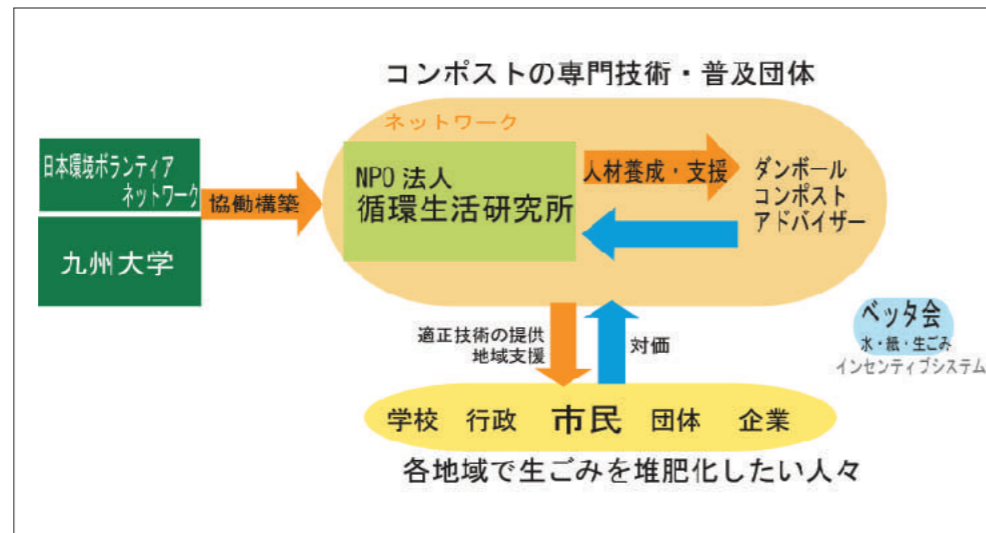 コンポストの専門技術・普及団体
ネットワーク
日本環境ボランティア
ネットワーク
九州大学
協働構築
NPO法人
循環生活研究所
人材養成・支援
ダンボール
コンポスト
アドバイザー
適正技術の提供
地域支援
対価
ベッタ会
水・紙・生ごみ
インセンティブシステム
学校 行政 市民 団体 企業
各地域で生ごみを堆肥化したい人々